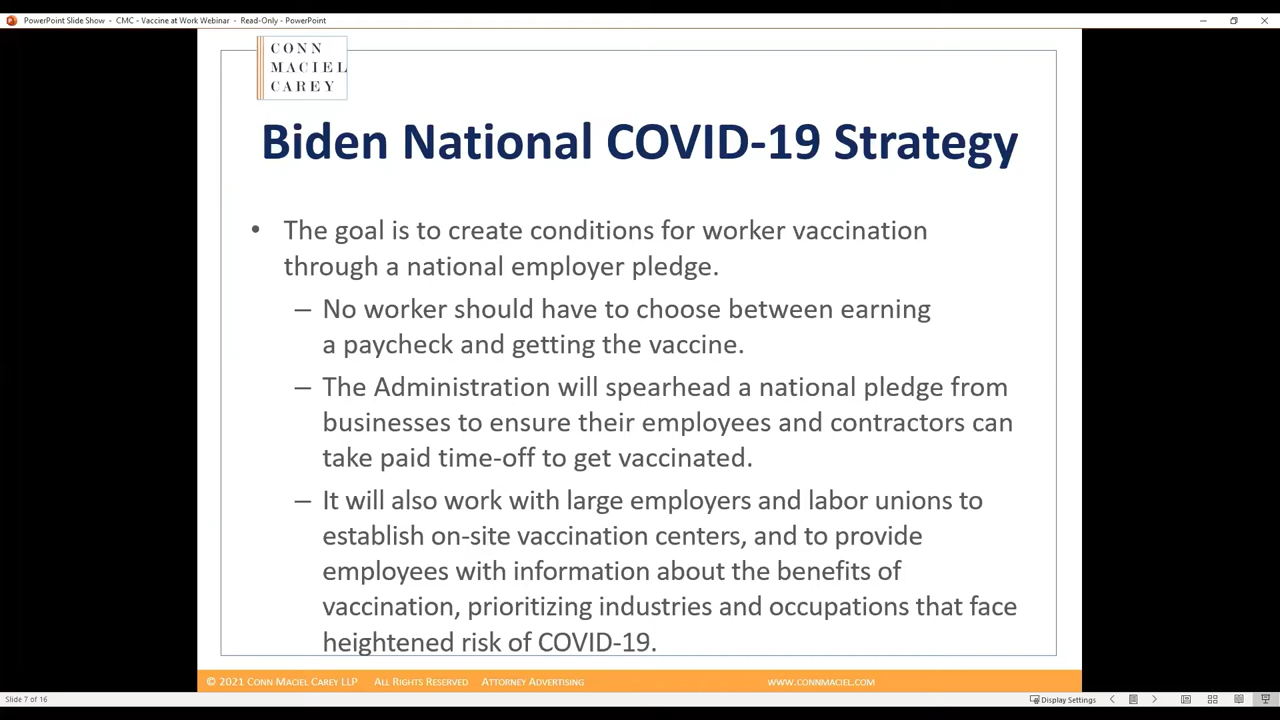 PowerPoint Slide Show - CMC - Vaccine at Work Webinar - Read-Only - PowerPoint
CONN
MACIEL
CAREY
Biden National COVID-19 Strategy
• The goal is to create conditions for worker vaccination
through a national employer pledge.
– No worker should have to choose between earning
a paycheck and getting the vaccine.
– The Administration will spearhead a national pledge from
businesses to ensure their employees and contractors can
take paid time-off to get vaccinated.
– It will also work with large employers and labor unions to
establish on-site vaccination centers, and to provide
employees with information about the benefits of
vaccination, prioritizing industries and occupations that face
heightened risk of COVID-19.
© 2021 CONN MACIEL CAREY LLP ALL RIGHTS RESERVED ATTORNEY ADVERTISING WWW.CONNMACIEL.COM
Slide 7 of 16 Display Settings